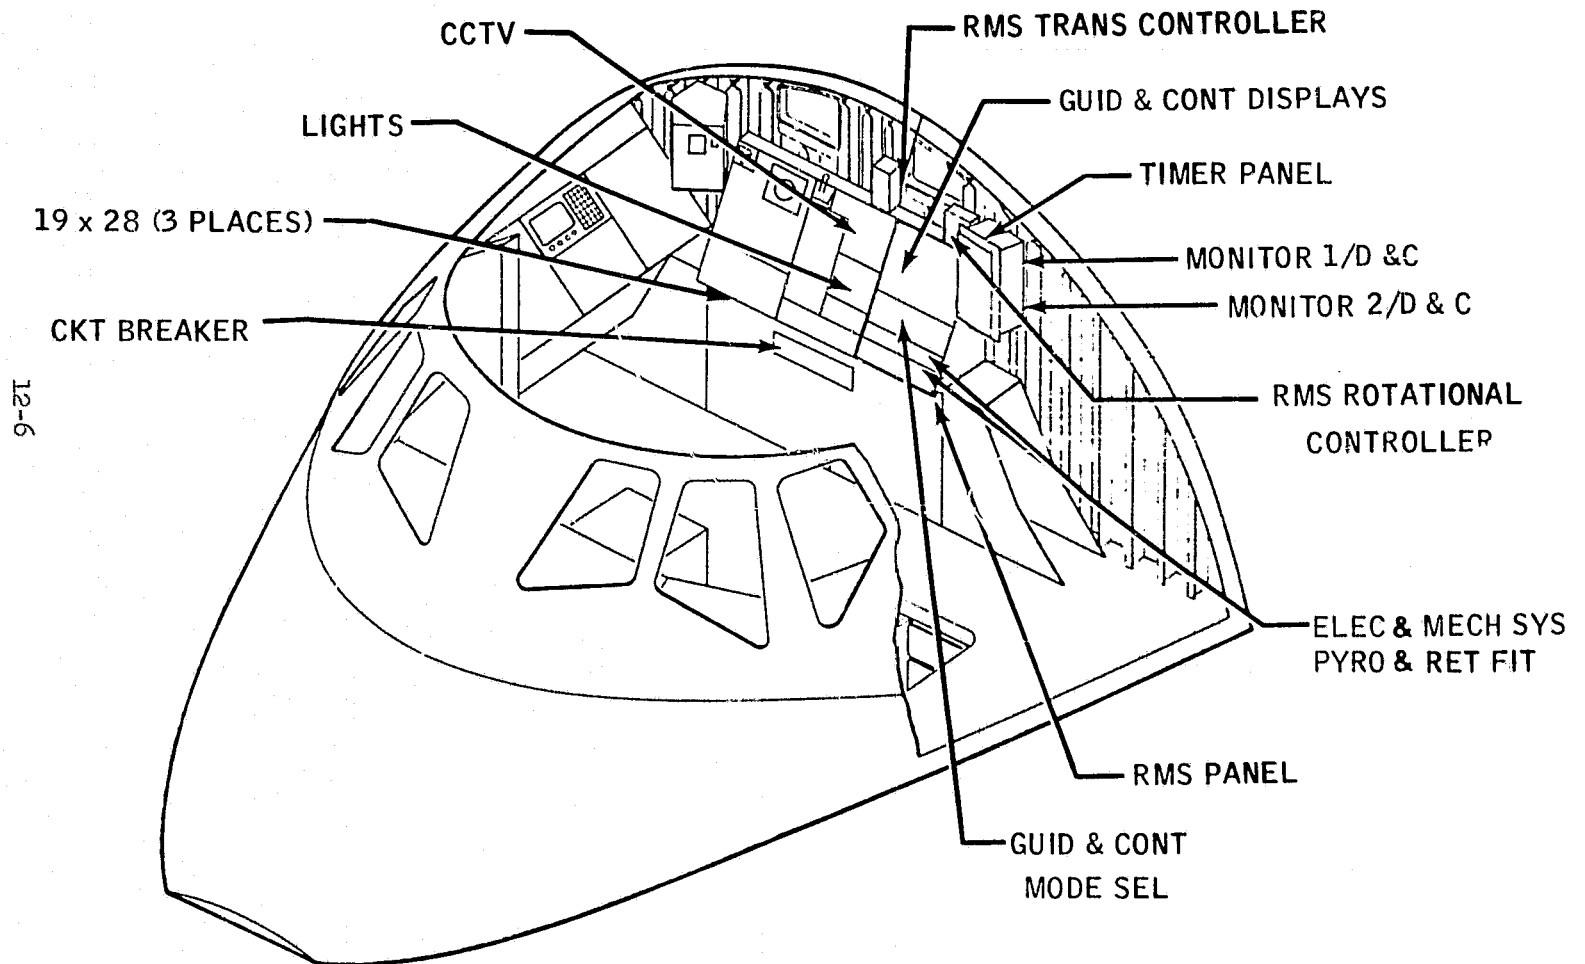 CCTV
RMS TRANS CONTROLLER
GUID & CONT DISPLAYS
LIGHTS
TIMER PANEL
19 x 28 (3 PLACES)
MONITOR 1/D &C
MONITOR 2/D & C
CKT BREAKER
RMS ROTATIONAL
CONTROLLER
12-6
ELEC & MECH SYS
PYRO & RET FIT
RMS PANEL
GUID & CONT
MODE SEL